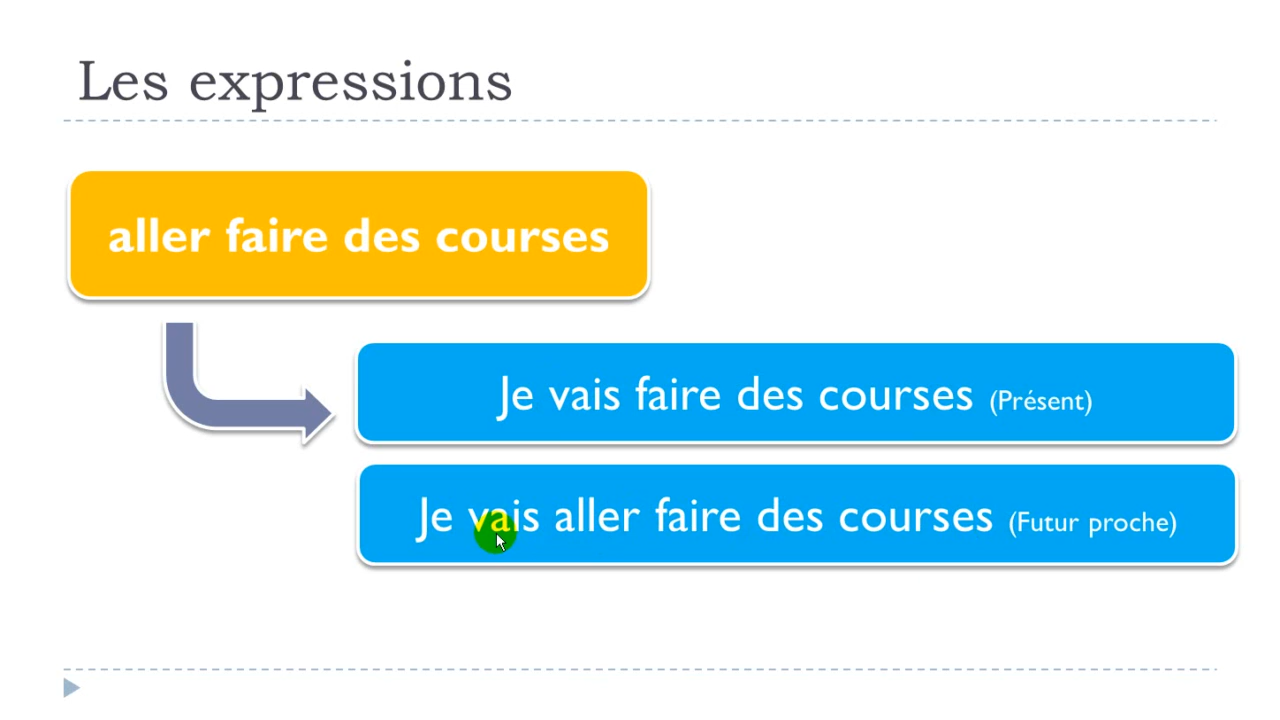 Les expressions
aller faire des courses
Je vais faire des courses (Présent)
Je vais aller faire des courses (Futur proche)